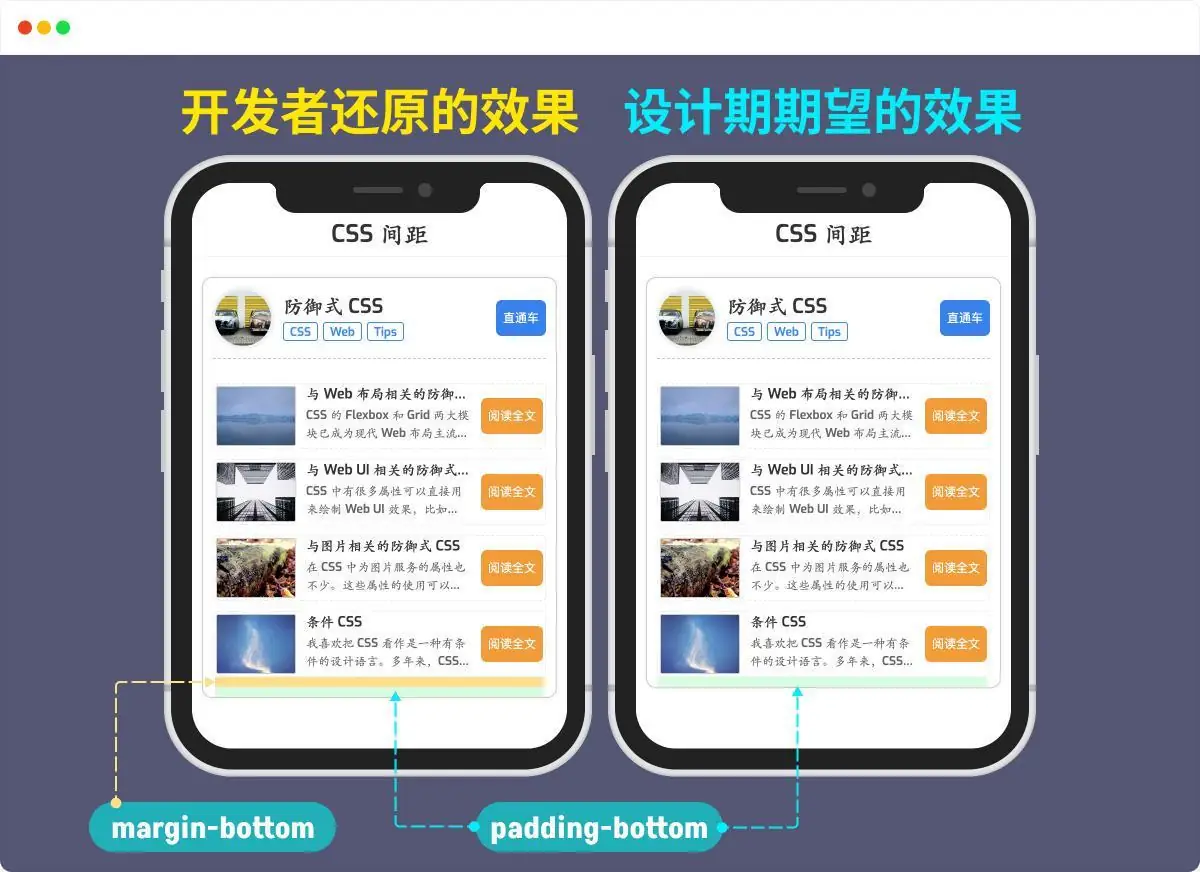 开发者还原的效果
设计期期望的效果
CSS 间距
防御式 CSS
CSS Web Tips
直通车
与 Web 布局相关的防御...
CSS 的 Flexbox 和 Grid 两大模
块已成为现代 Web 布局主流...
阅读全文
与 Web UI 相关的防御式...
CSS 中有很多属性可以直接用
来绘制 Web UI 效果，比如...
阅读全文
与图片相关的防御式 CSS
在 CSS 中为图片服务的属性也
不少。这些属性的使用可以...
阅读全文
条件 CSS
我喜欢把 CSS 看作是一种有条
件的设计语言。多年来，CSS...
阅读全文
CSS 间距
防御式 CSS
CSS Web Tips
直通车
与 Web 布局相关的防御...
CSS 的 Flexbox 和 Grid 两大模
块已成为现代 Web 布局主流...
阅读全文
与 Web UI 相关的防御式...
CSS 中有很多属性可以直接用
来绘制 Web UI 效果，比如...
阅读全文
与图片相关的防御式 CSS
在 CSS 中为图片服务的属性也
不少。这些属性的使用可以...
阅读全文
条件 CSS
我喜欢把 CSS 看作是一种有条
件的设计语言。多年来，CSS...
阅读全文
margin-bottom
padding-bottom